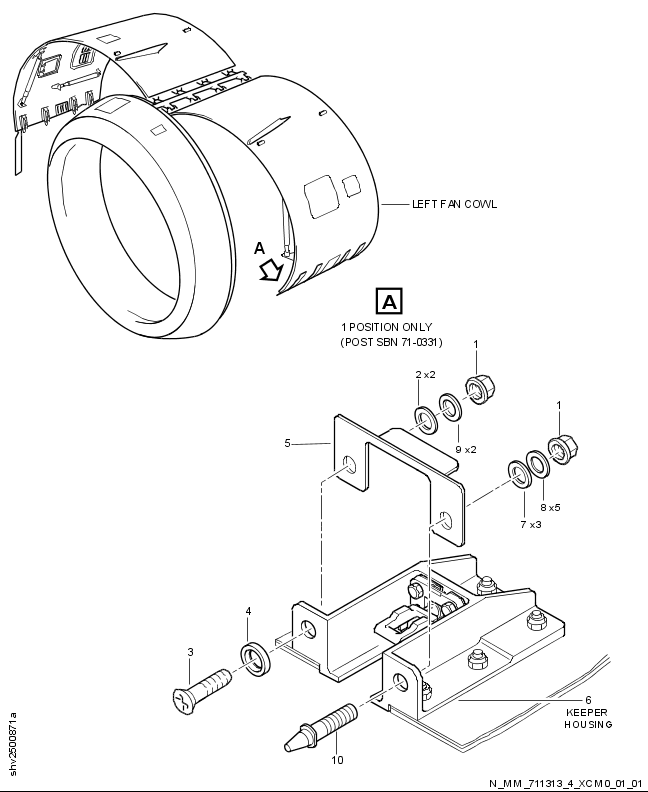 LEFT FAN COWL
A
A
1 POSITION ONLY
(POST SBN 71-0331)
1
2 x2
1
9 x2
5
8 x5
7 x3
4
3
6
KEEPER
HOUSING
10
shv2500871a
N_MM_711313_4_XCM0_01_01